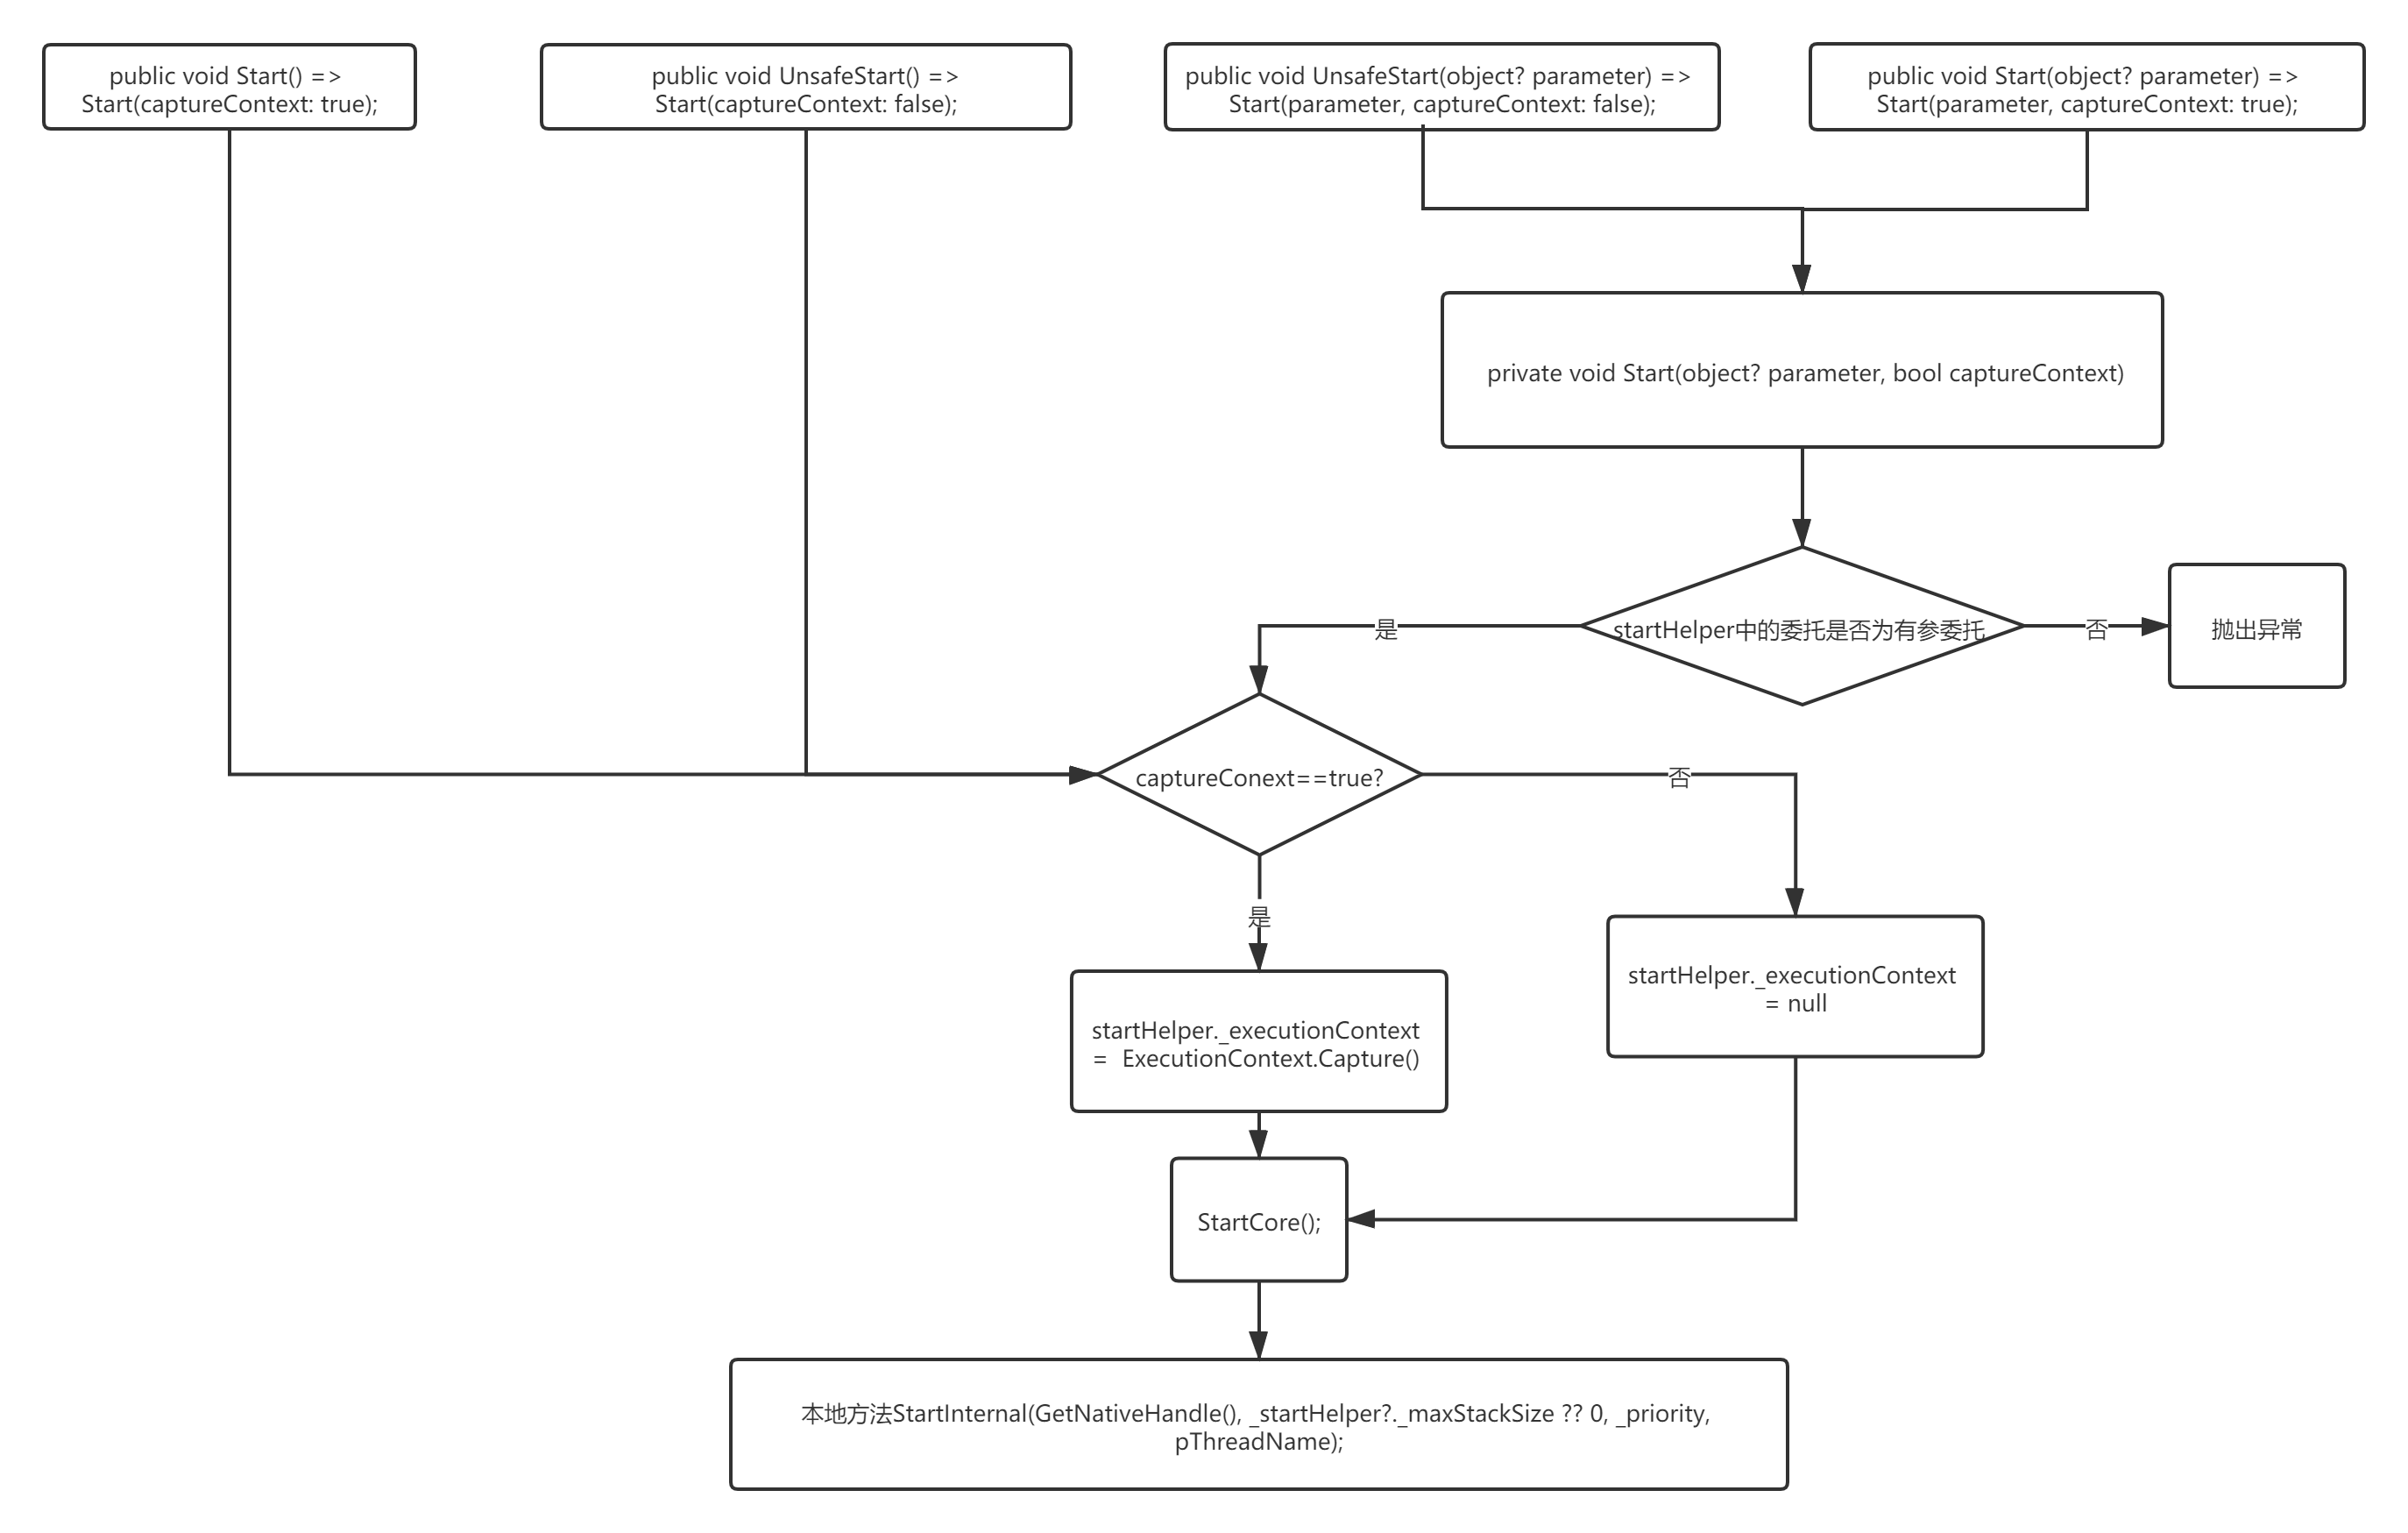 public void Start() =>
Start(captureContext: true);
public void UnsafeStart() =>
Start(captureContext: false);
public void UnsafeStart(object? parameter) =>
Start(parameter, captureContext: false);
public void Start(object? parameter) =>
Start(parameter, captureContext: true);
private void Start(object? parameter, bool captureContext)
是
startHelper中的委托是否为有参委托
否
抛出异常
captureConext==true?
否
是
startHelper._executionContext
= null
startHelper._executionContext
= ExecutionContext.Capture()
StartCore();
本地方法StartInternal(GetNativeHandle(), _startHelper?._maxStackSize ?? 0, _priority,
pThreadName);